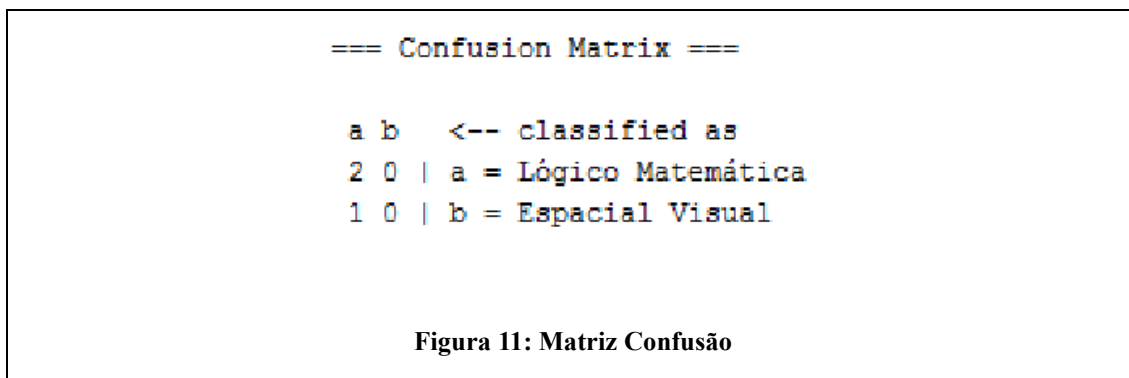 === Confusion Matrix ===
a b <-- classified as
2 0 | a = Lógico Matemática
1 0 | b = Espacial Visual
Figura 11: Matriz Confusão